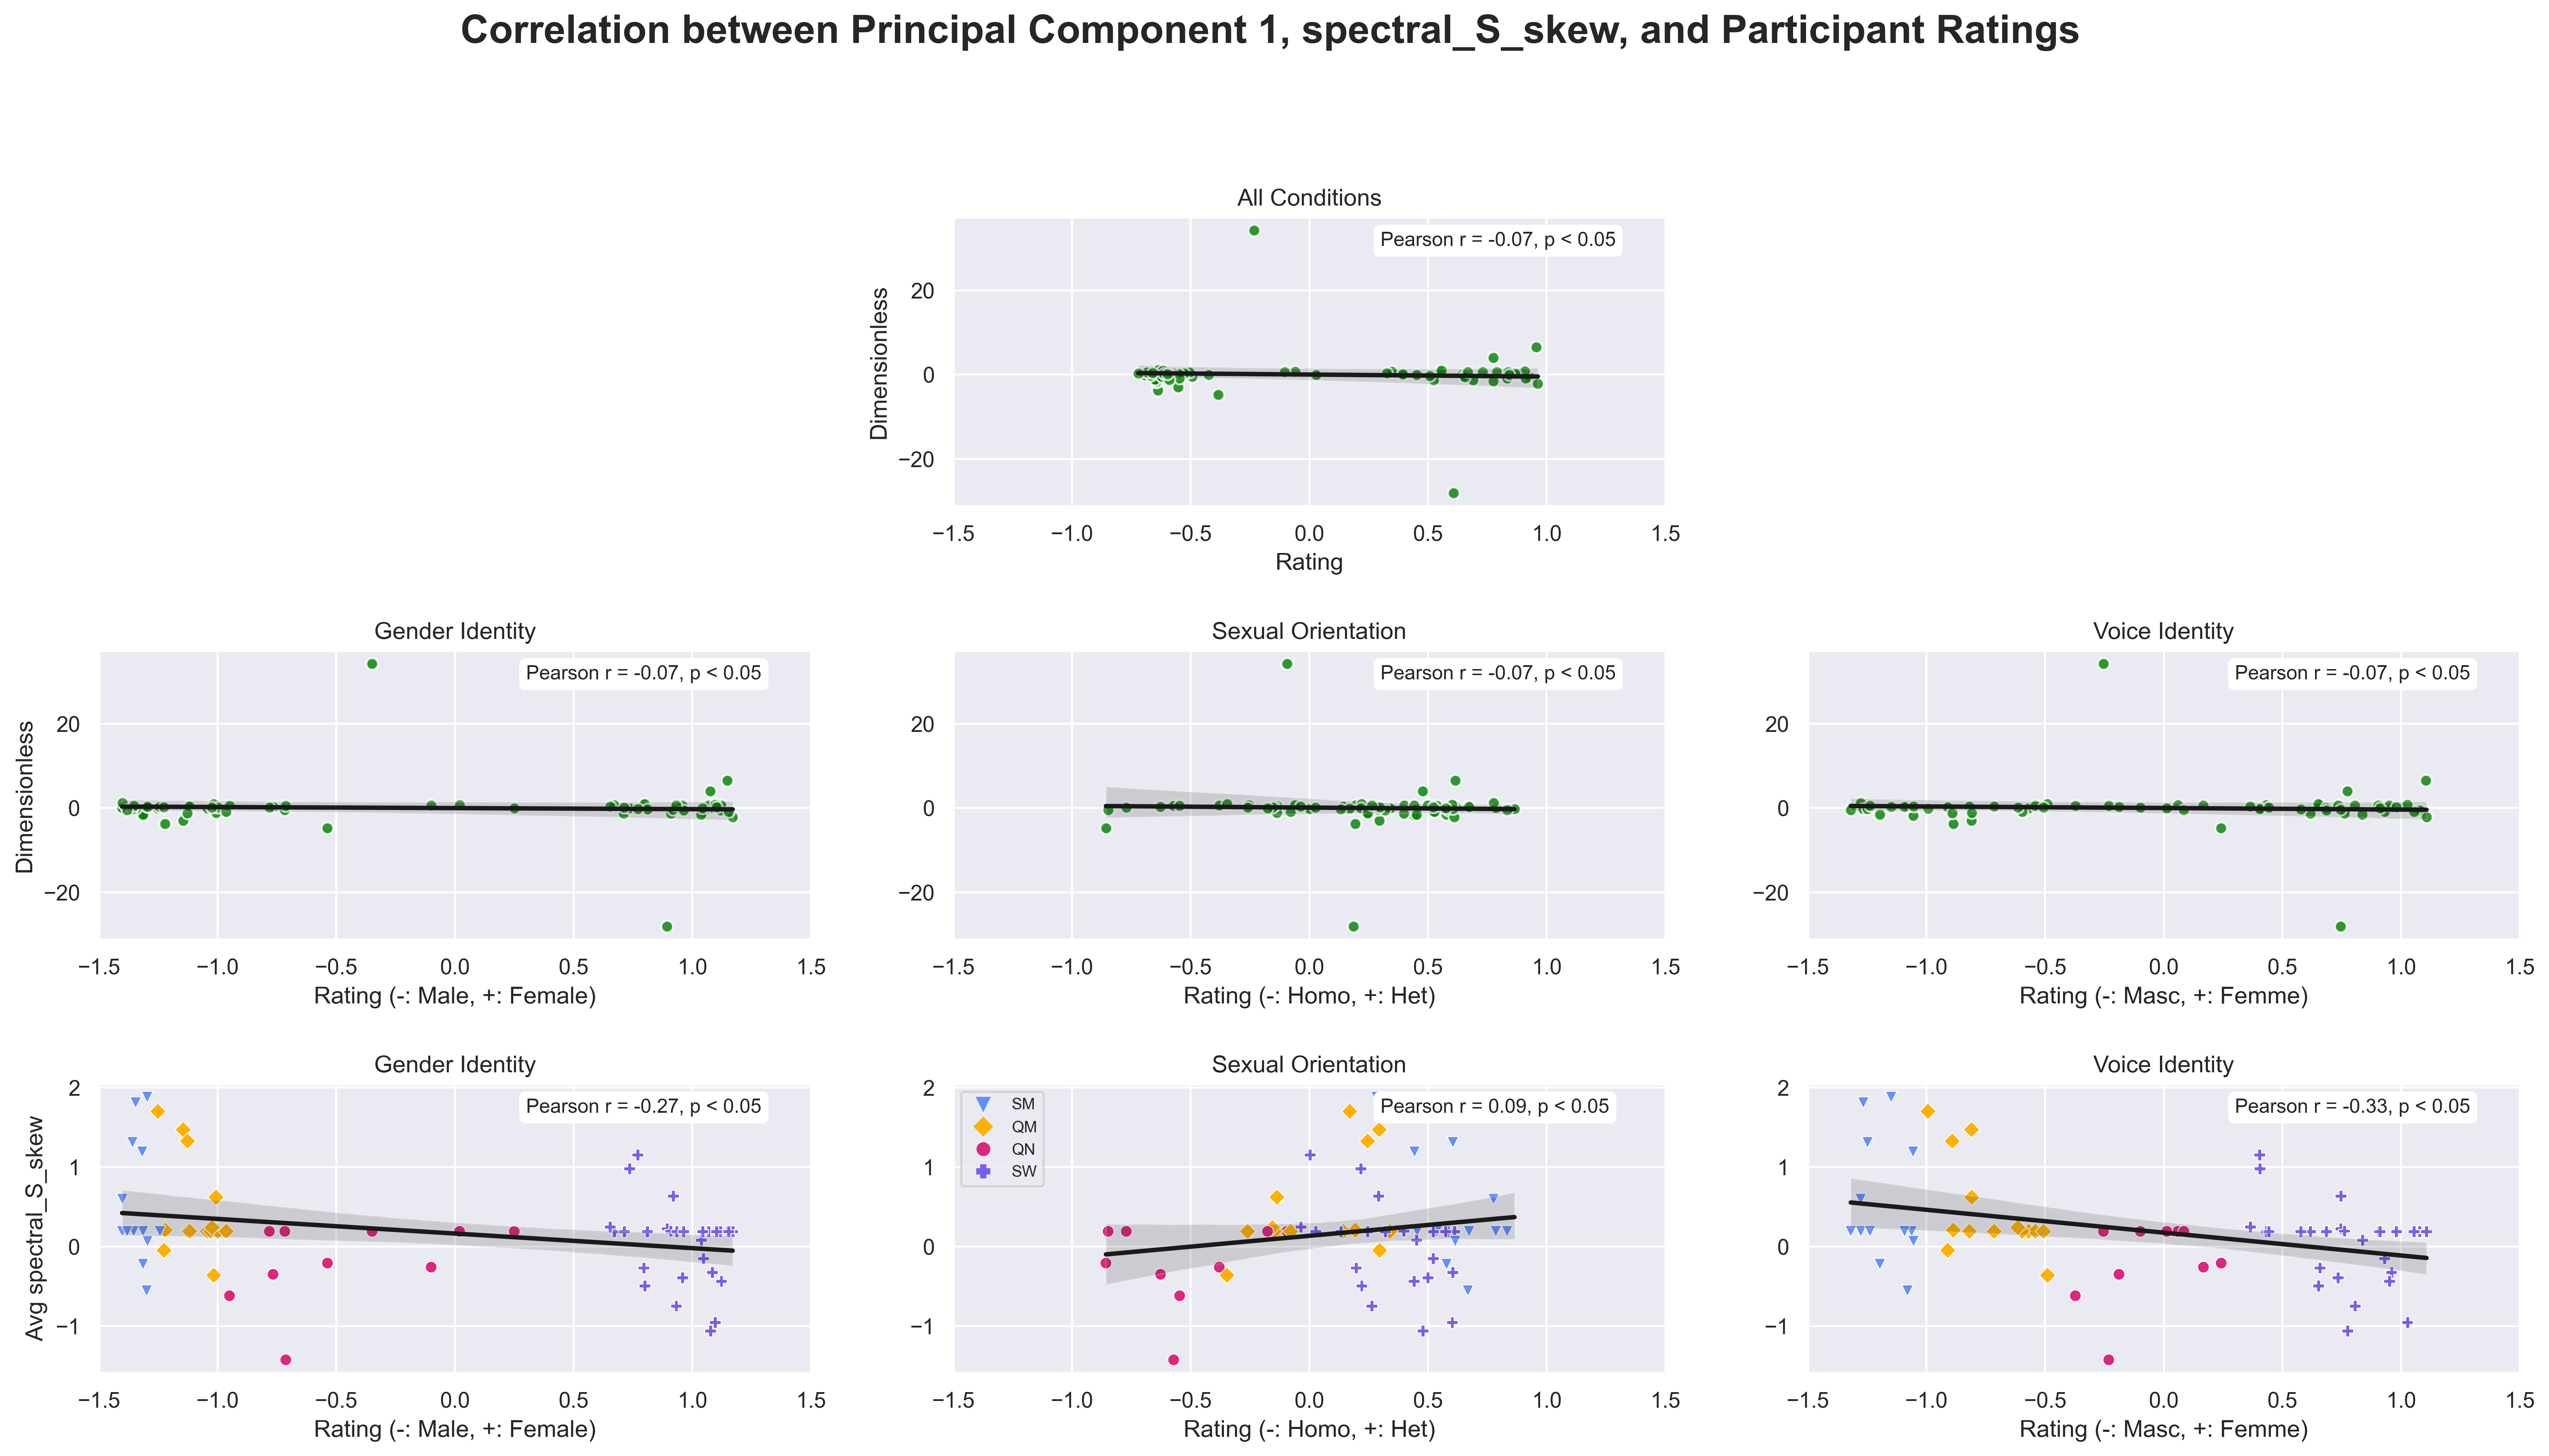 Correlation between Principal Component 1, spectral_S_skew, and Participant Ratings
All Conditions
Pearson r = -0.07, p < 0.05
Dimensionless
20
0
−20
−1.5 −1.0 −0.5 0.0 0.5 1.0 1.5
Rating
Gender Identity
Pearson r = -0.07, p < 0.05
Dimensionless
20
0
−20
−1.5 −1.0 −0.5 0.0 0.5 1.0 1.5
Rating (-: Male, +: Female)
Sexual Orientation
Pearson r = -0.07, p < 0.05
20
0
−20
−1.5 −1.0 −0.5 0.0 0.5 1.0 1.5
Rating (-: Homo, +: Het)
Voice Identity
Pearson r = -0.07, p < 0.05
20
0
−20
−1.5 −1.0 −0.5 0.0 0.5 1.0 1.5
Rating (-: Masc, +: Femme)
Gender Identity
Pearson r = -0.27, p < 0.05
Avg spectral_S_skew
2
1
0
−1
−1.5 −1.0 −0.5 0.0 0.5 1.0 1.5
Rating (-: Male, +: Female)
Sexual Orientation
Pearson r = 0.09, p < 0.05
SM
QM
QN
SW
2
1
0
−1
−1.5 −1.0 −0.5 0.0 0.5 1.0 1.5
Rating (-: Homo, +: Het)
Voice Identity
Pearson r = -0.33, p < 0.05
2
1
0
−1
−1.5 −1.0 −0.5 0.0 0.5 1.0 1.5
Rating (-: Masc, +: Femme)